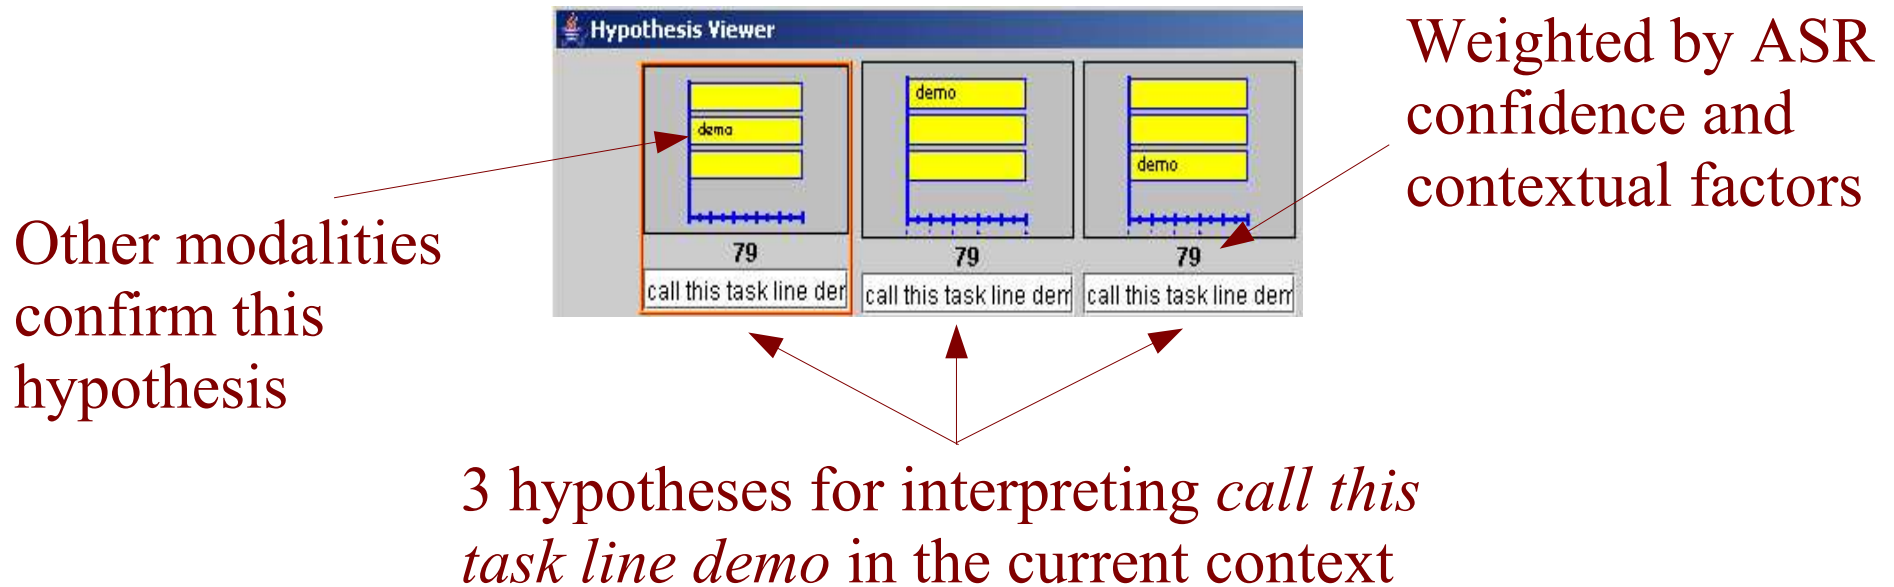 Hypothesis Viewer
Weighted by ASR
confidence and
contextual factors
demo
demo
demo
79
79
79
call this task line der
call this task line dem
call this task line dem
Other modalities
confirm this
hypothesis
3 hypotheses for interpreting call this
task line demo in the current context